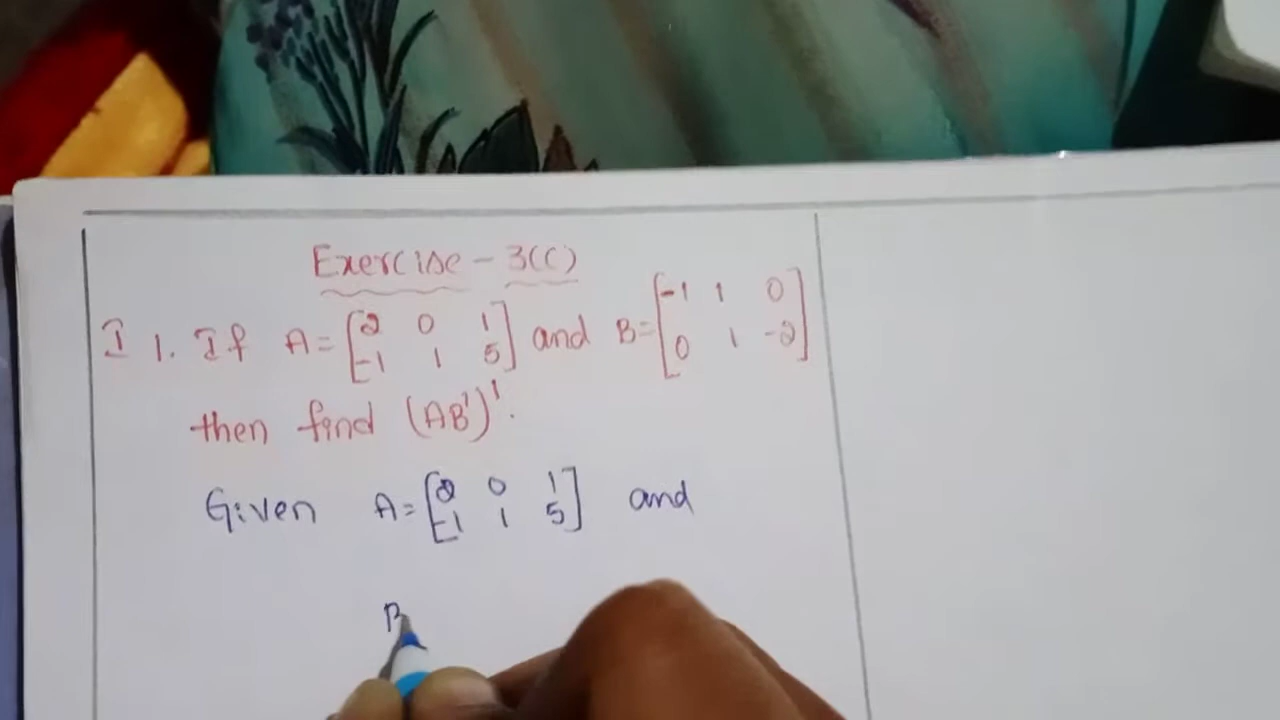 Exercise - 3(C)
I 1. If A = [2 0 1 and B = [-1 1 0
-1 1 5] 0 1 -2]
then find (AB')'.
Given A = [2 0 1 and
-1 1 5]
B